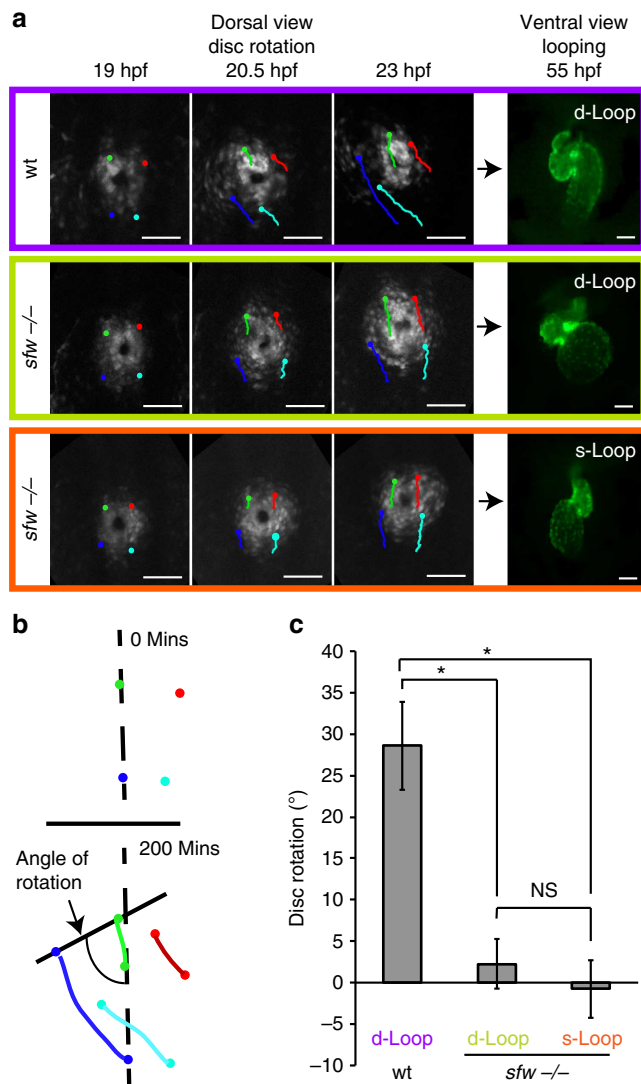 a
Dorsal view
disc rotation
Ventral view
looping
19 hpf
20.5 hpf
23 hpf
55 hpf
wt
d-Loop
sfw –/–
d-Loop
sfw –/–
s-Loop
b
0 Mins
200 Mins
Angle of
rotation
c
Disc rotation (°)
40
35
30
25
20
15
10
5
0
–5
–10
*
*
NS
d-Loop
d-Loop
s-Loop
wt
sfw –/–